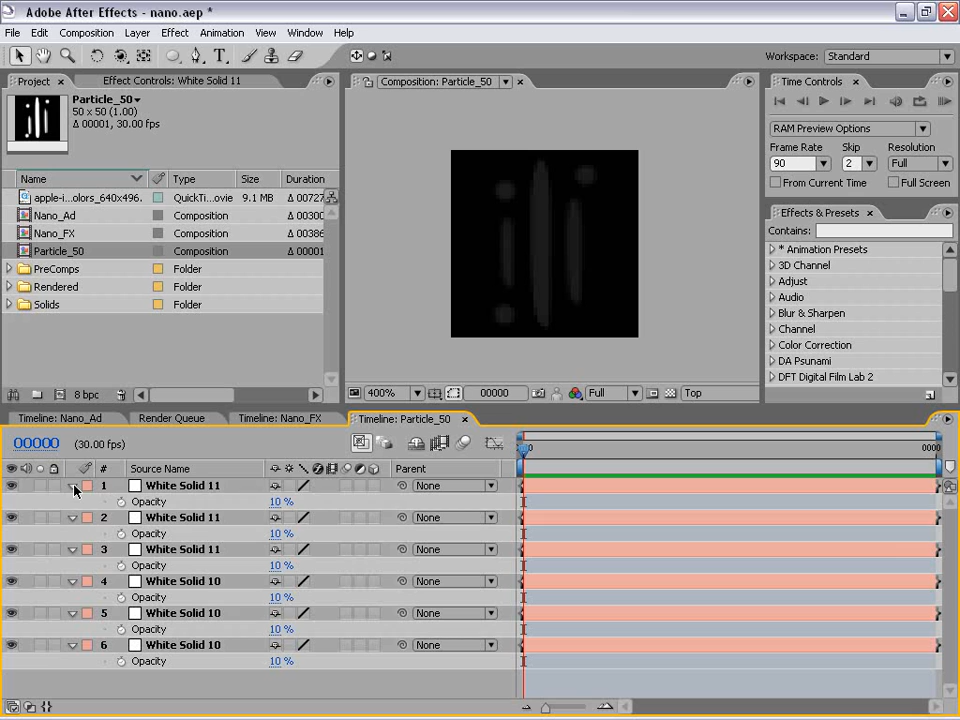 Adobe After Effects - nano.aep *
File Edit Composition Layer Effect Animation View Window Help
Workspace: Standard
Project Effect Controls: White Solid 11
Composition: Particle_50
Time Controls
Particle_50
50 x 50 (1.00)
Δ 00001, 30.00 fps
RAM Preview Options
Frame Rate Skip Resolution
90 2 Full
From Current Time Full Screen
Name Type Size Duration
apple-i...olors_640x496. QuickTi...ovie 9.1 MB Δ 00727
Nano_Ad Composition Δ 00300
Nano_FX Composition Δ 00386
Particle_50 Composition Δ 00001
PreComps Folder
Rendered Folder
Solids Folder
Effects & Presets
Contains:
* Animation Presets
3D Channel
Adjust
Audio
Blur & Sharpen
Channel
Color Correction
DA Psunami
DFT Digital Film Lab 2
8 bpc
400% 00000 Full Top
Timeline: Nano_Ad Render Queue Timeline: Nano_FX Timeline: Particle_50
00000 (30.00 fps)
0 0000
# Source Name Parent
1 White Solid 11 None
Opacity 10 %
2 White Solid 11 None
Opacity 10 %
3 White Solid 11 None
Opacity 10 %
4 White Solid 10 None
Opacity 10 %
5 White Solid 10 None
Opacity 10 %
6 White Solid 10 None
Opacity 10 %